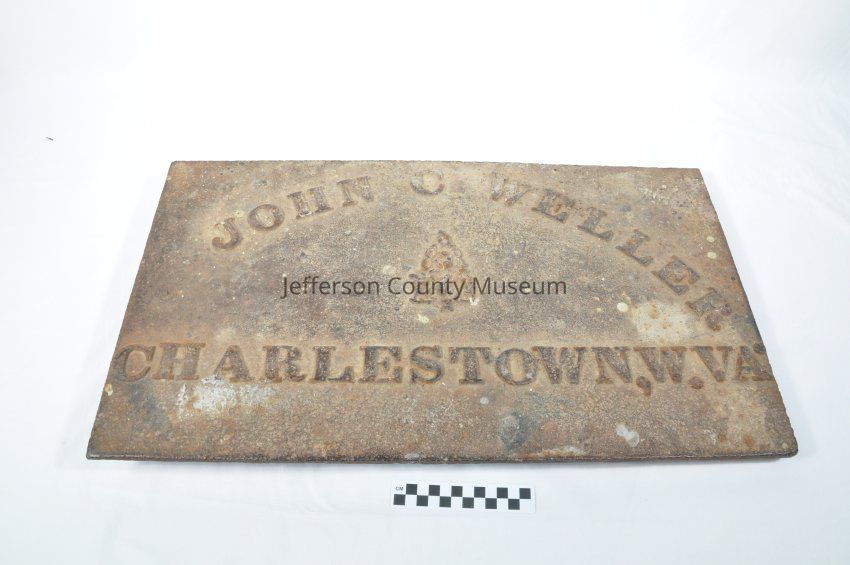 JOHN C. WELLER
Jefferson County Museum
CHARLESTOWN, W. VA
CM